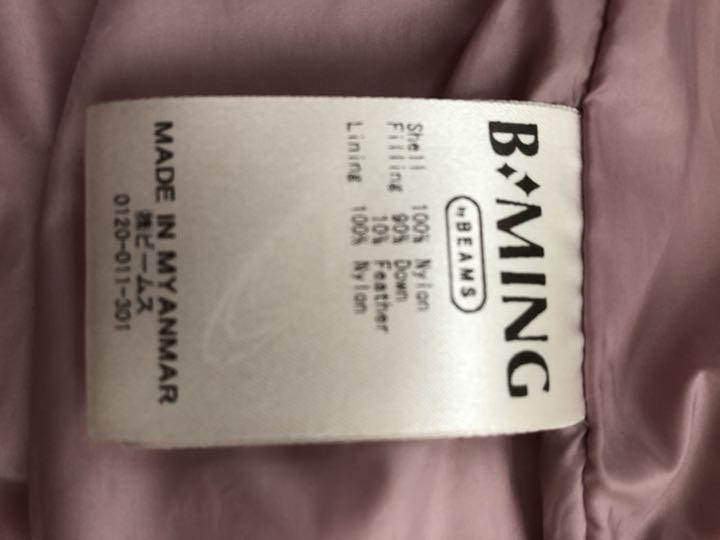 B✦✦MING
by BEAMS
Shell 100% Nylon
Filling 90% Down
10% Feather
Lining 100% Nylon
MADE IN MYANMAR
㈱ビームス
0120-011-301